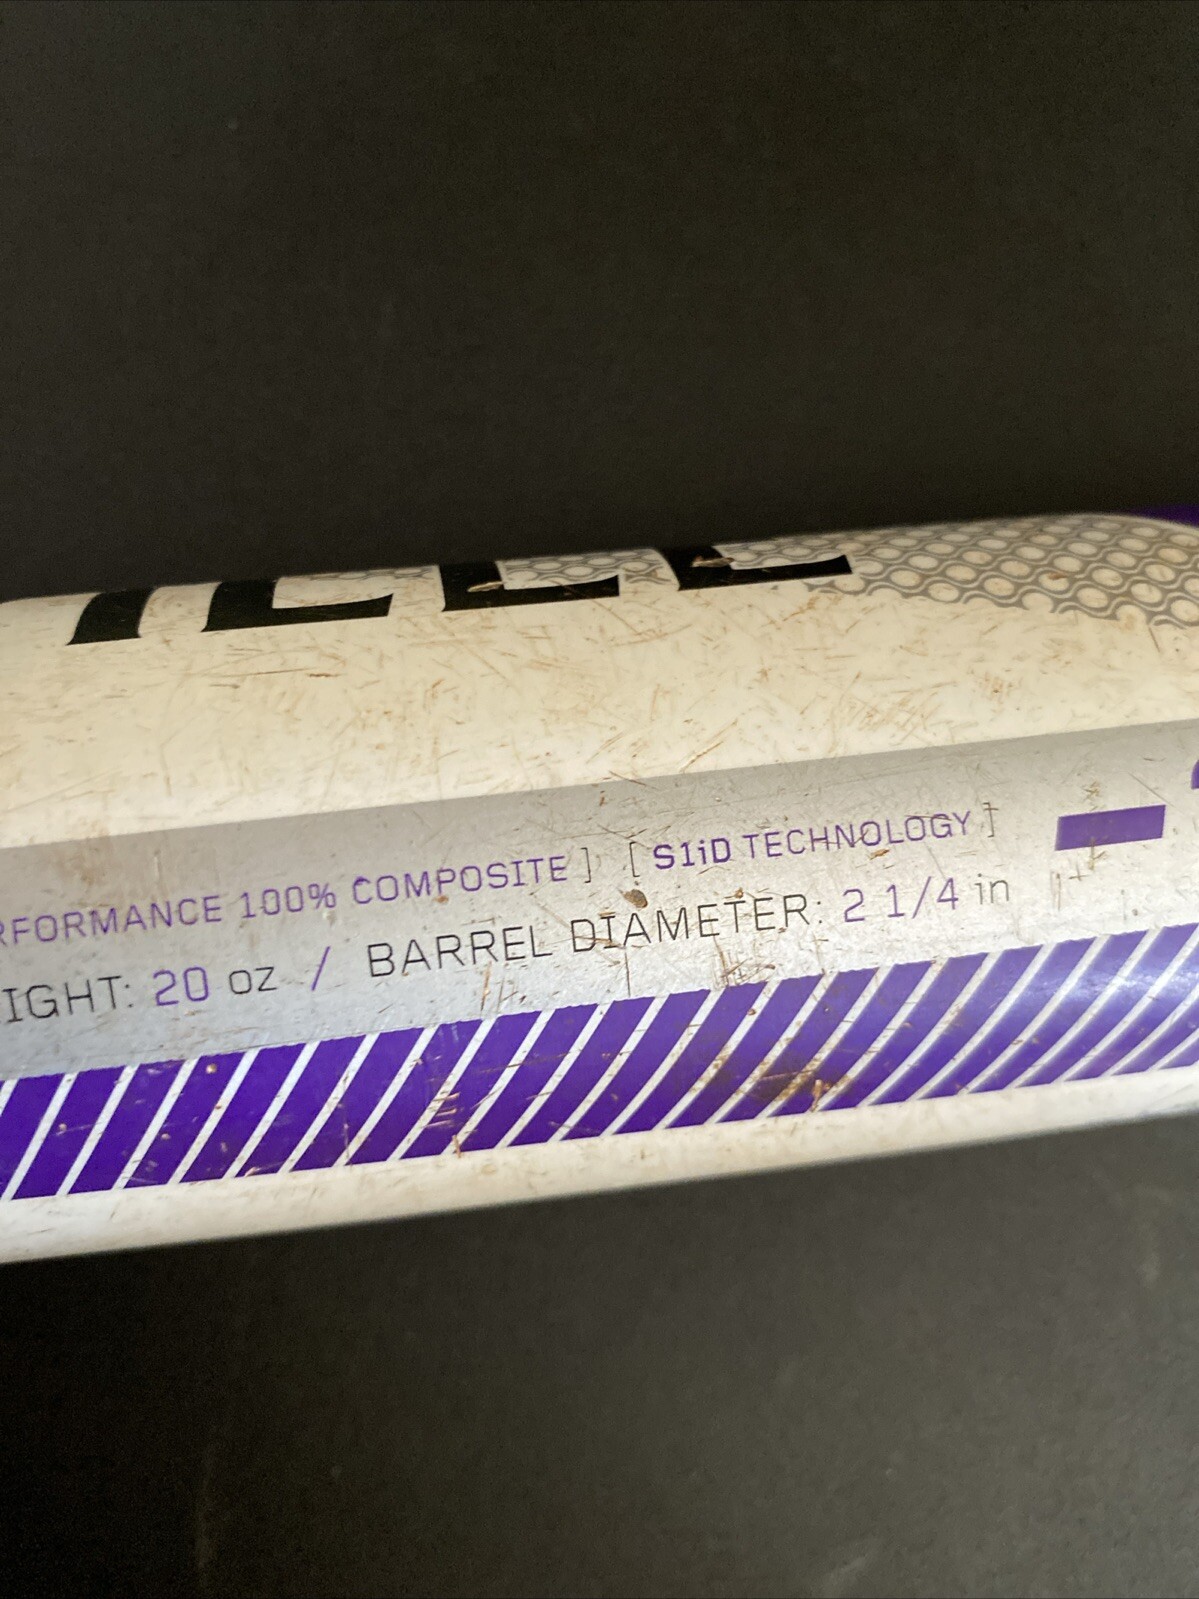 RFORMANCE 100% COMPOSITE ] [ S1iD TECHNOLOGY ] -
IGHT: 20 oz / BARREL DIAMETER: 2 1/4 in